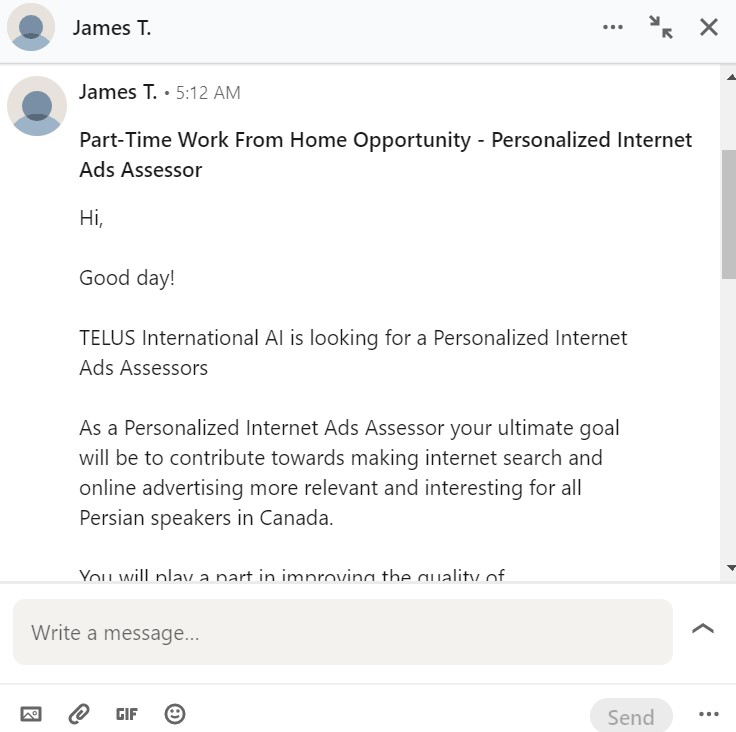 James T.
James T. • 5:12 AM
Part-Time Work From Home Opportunity - Personalized Internet
Ads Assessor
Hi,
Good day!
TELUS International AI is looking for a Personalized Internet
Ads Assessors
As a Personalized Internet Ads Assessor your ultimate goal
will be to contribute towards making internet search and
online advertising more relevant and interesting for all
Persian speakers in Canada.
You will play a part in improving the quality of
Write a message...
GIF
Send